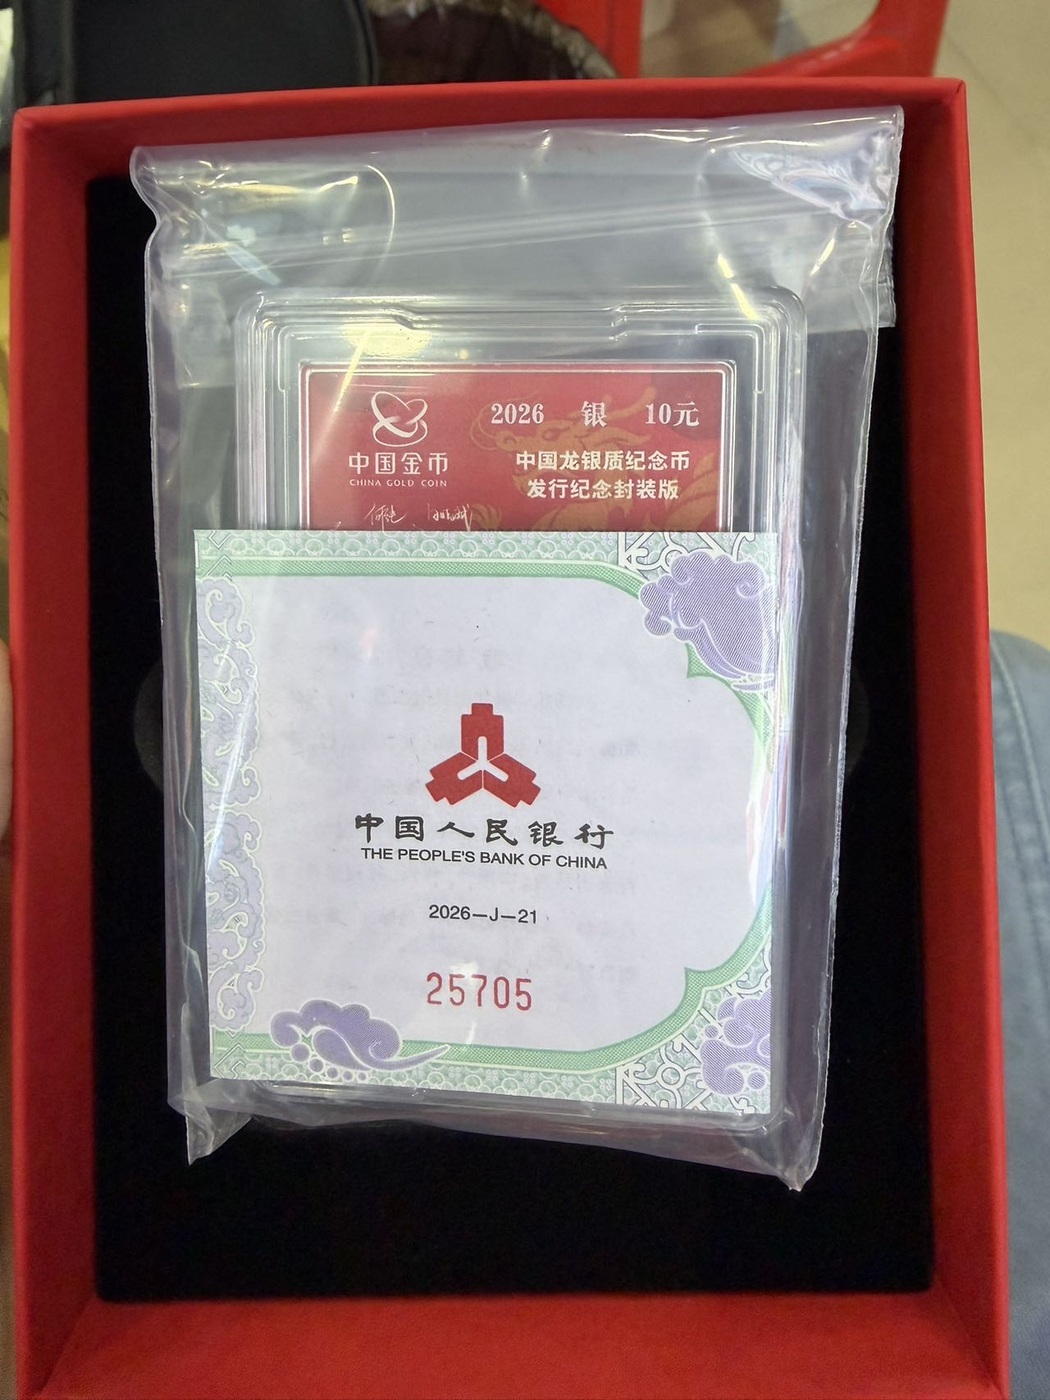 2026 银 10元
中国金币
CHINA GOLD COIN
中国龙银质纪念币
发行纪念封装版
中国人民银行
THE PEOPLE'S BANK OF CHINA
2026—J—21
25705